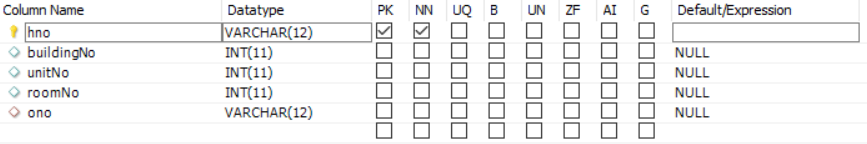 Column Name Datatype PK NN UQ B UN ZF AI G Default/Expression
hno VARCHAR(12)
buildingNo INT(11) NULL
unitNo INT(11) NULL
roomNo INT(11) NULL
ono VARCHAR(12) NULL